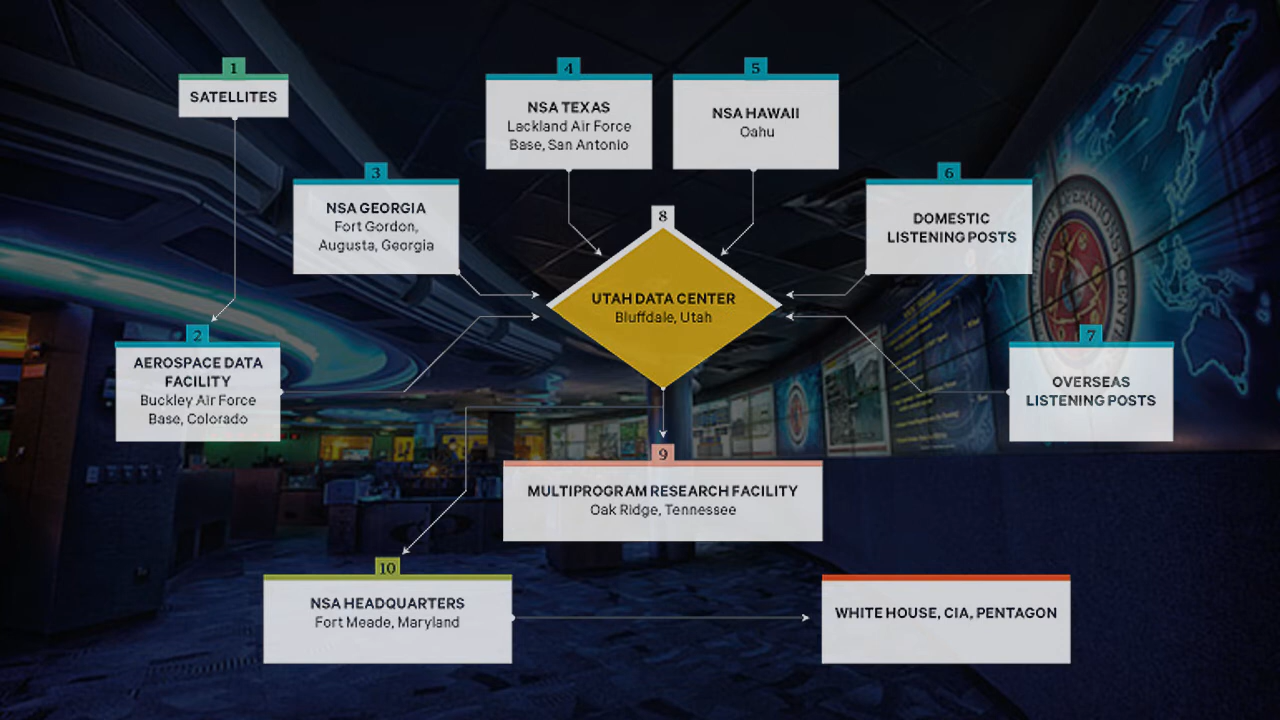 1
SATELLITES
4
NSA TEXAS
Lackland Air Force
Base, San Antonio
5
NSA HAWAII
Oahu
3
NSA GEORGIA
Fort Gordon,
Augusta, Georgia
6
DOMESTIC
LISTENING POSTS
8
UTAH DATA CENTER
Bluffdale, Utah
2
AEROSPACE DATA
FACILITY
Buckley Air Force
Base, Colorado
7
OVERSEAS
LISTENING POSTS
9
MULTIPROGRAM RESEARCH FACILITY
Oak Ridge, Tennessee
10
NSA HEADQUARTERS
Fort Meade, Maryland
WHITE HOUSE, CIA, PENTAGON